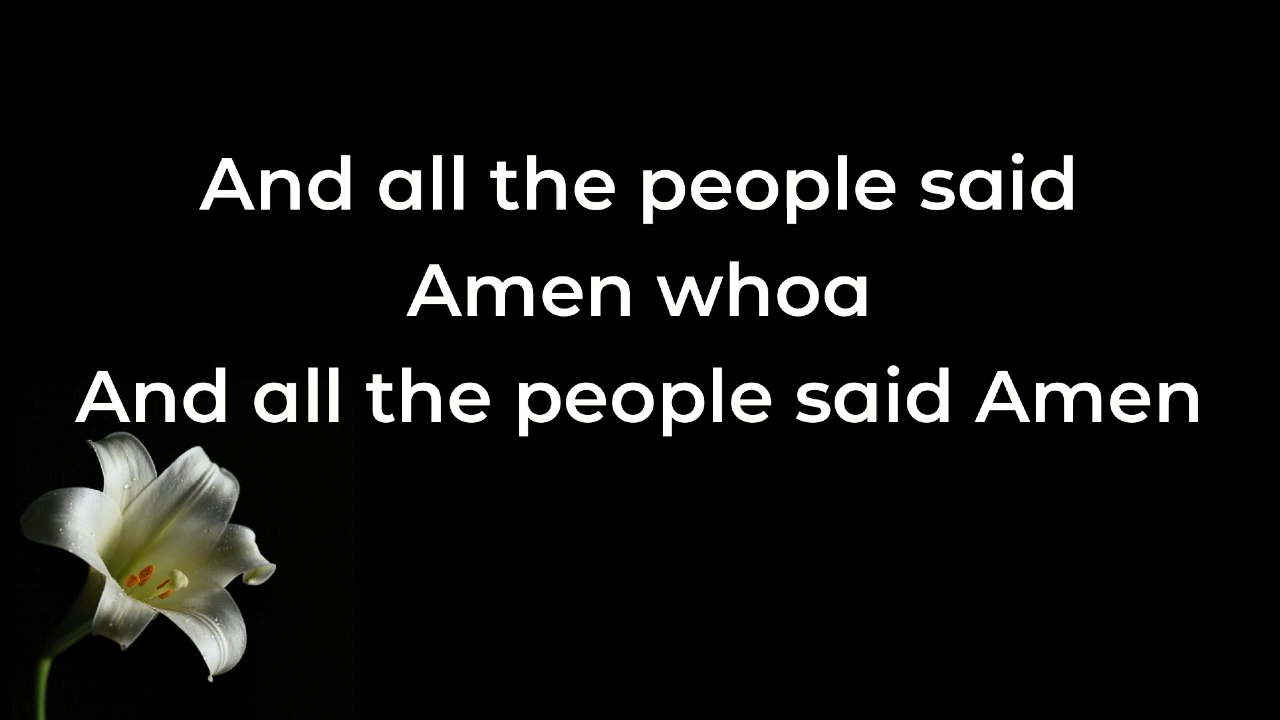 And all the people said
Amen whoa
And all the people said Amen